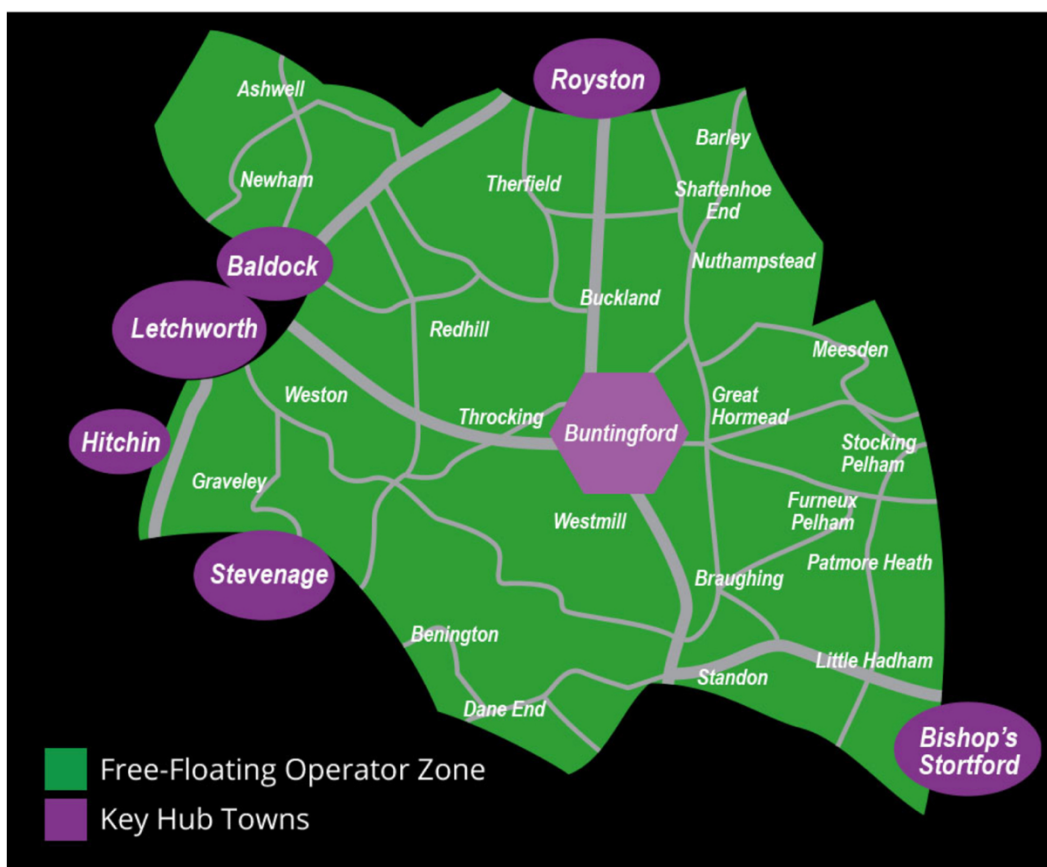 Royston
Ashwell
Barley
Newham
Therfield
Shaftenhoe
End
Baldock
Nuthampstead
Buckland
Letchworth
Redhill
Meesden
Weston
Great
Hormead
Throcking
Buntingford
Hitchin
Stocking
Pelham
Graveley
Furneux
Pelham
Westmill
Stevenage
Braughing
Patmore Heath
Benington
Little Hadham
Standon
Dane End
Bishop's
Stortford
Free-Floating Operator Zone
Key Hub Towns